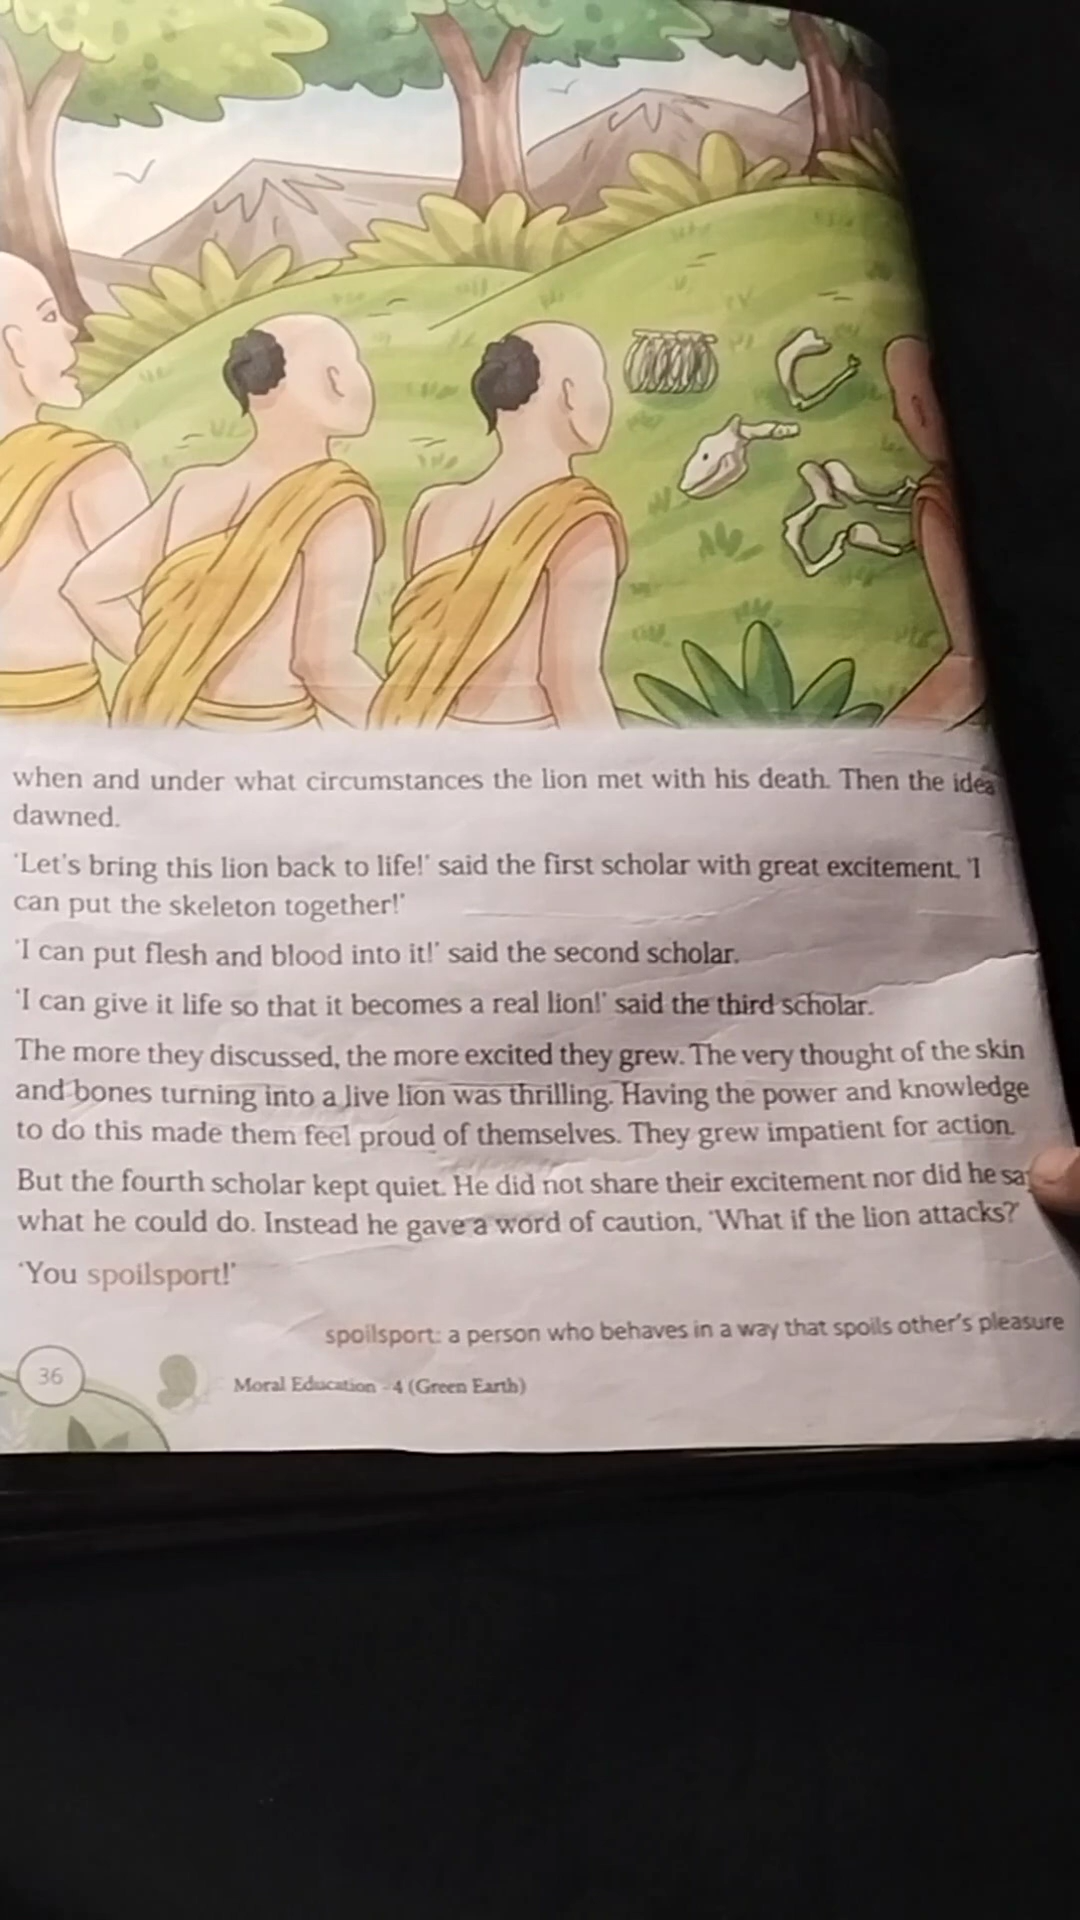 when and under what circumstances the lion met with his death. Then the idea
dawned.
'Let's bring this lion back to life!' said the first scholar with great excitement. 'I
can put the skeleton together!'
'I can put flesh and blood into it!' said the second scholar.
'I can give it life so that it becomes a real lion!' said the third scholar.
The more they discussed, the more excited they grew. The very thought of the skin
and bones turning into a live lion was thrilling. Having the power and knowledge
to do this made them feel proud of themselves. They grew impatient for action.
But the fourth scholar kept quiet. He did not share their excitement nor did he
what he could do. Instead he gave a word of caution, 'What if the lion attacks?'
'You spoilsport!'
spoilsport: a person who behaves in a way that spoils other's pleasure
36
Moral Education - 4 (Green Earth)